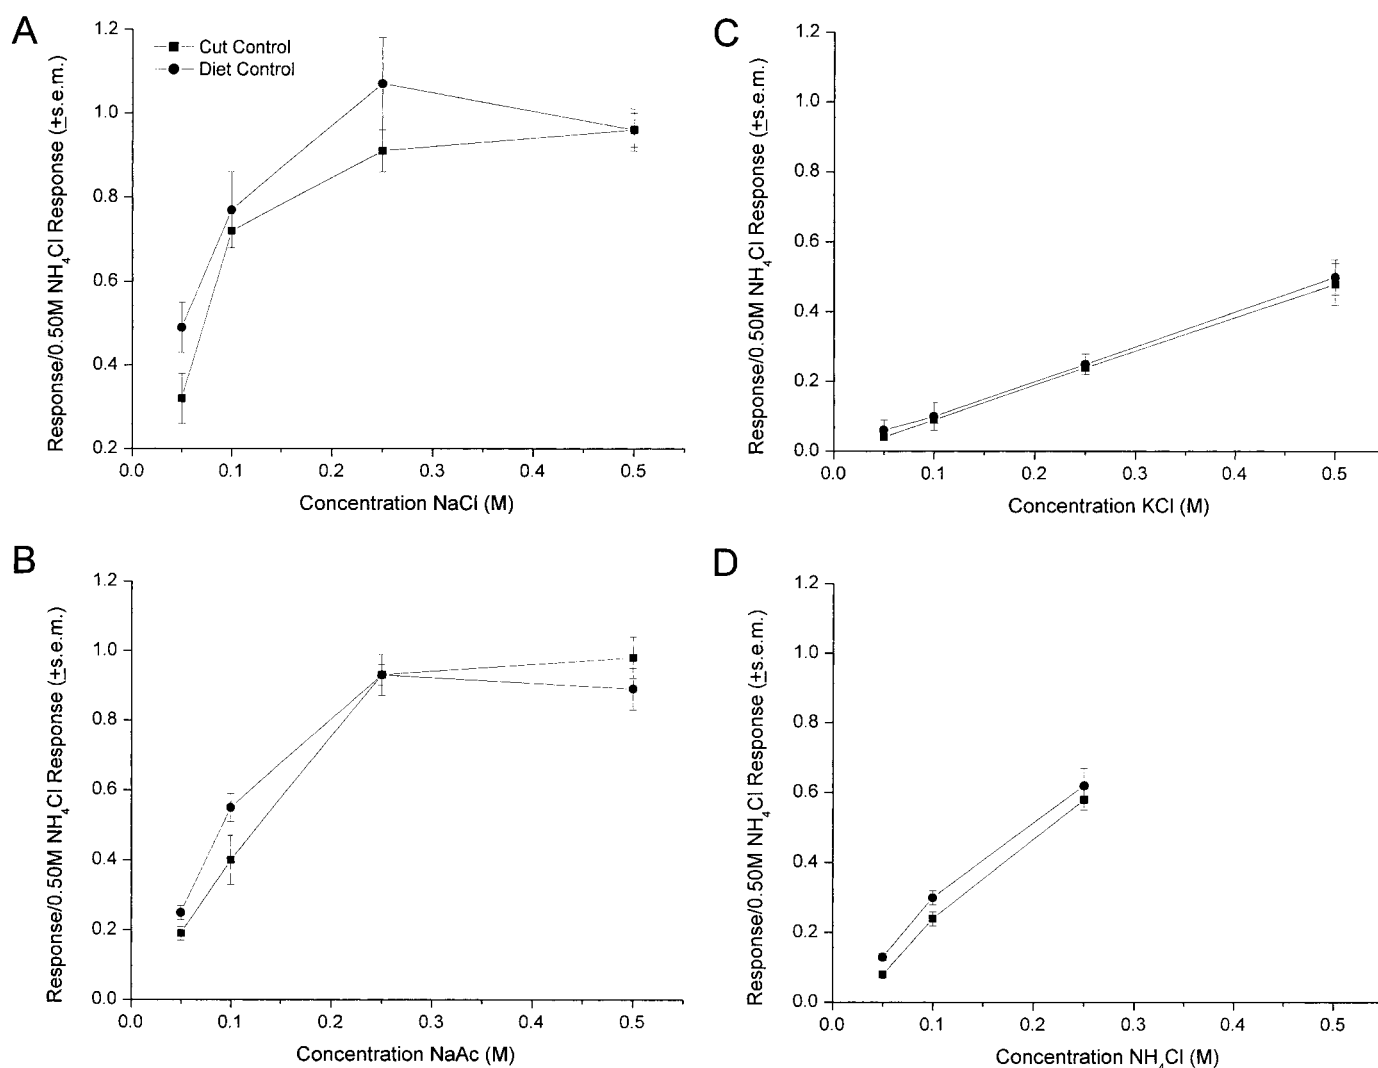 A
Cut Control
Diet Control
Response/0.50M NH₄Cl Response (±s.e.m.)
1.2
1.0
0.8
0.6
0.4
0.2
0.0 0.1 0.2 0.3 0.4 0.5
Concentration NaCl (M)
C
Response/0.50M NH₄Cl Response (±s.e.m.)
1.2
1.0
0.8
0.6
0.4
0.2
0.0
0.0 0.1 0.2 0.3 0.4 0.5
Concentration KCl (M)
B
Response/0.50M NH₄Cl Response (±s.e.m.)
1.2
1.0
0.8
0.6
0.4
0.2
0.0
0.0 0.1 0.2 0.3 0.4 0.5
Concentration NaAc (M)
D
Response/0.50M NH₄Cl Response (±s.e.m.)
1.2
1.0
0.8
0.6
0.4
0.2
0.0
0.0 0.1 0.2 0.3 0.4 0.5
Concentration NH₄Cl (M)